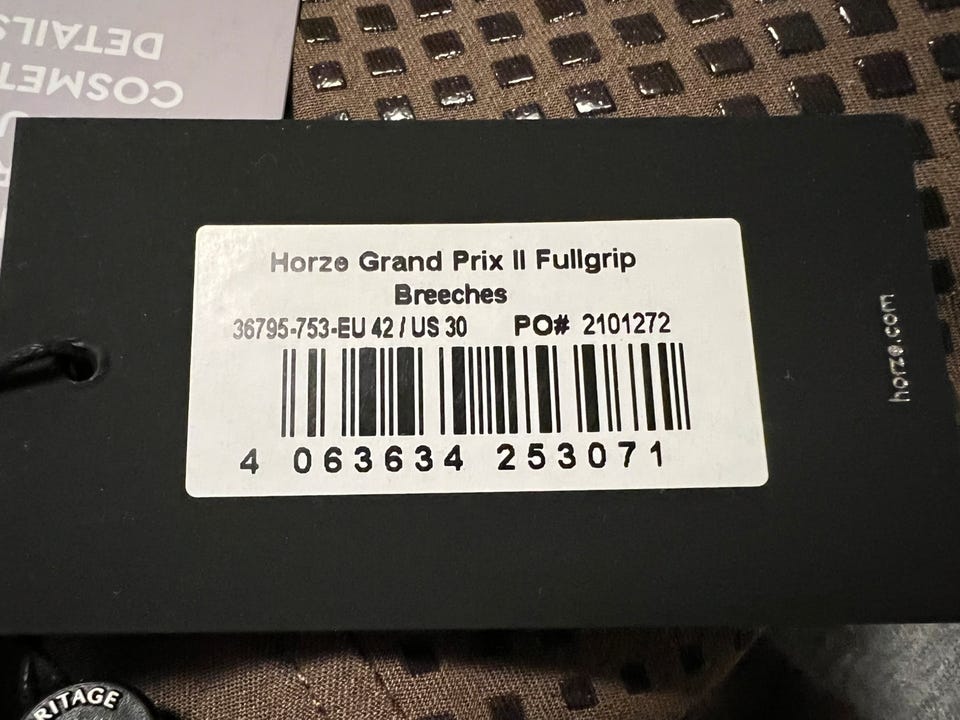 Horze Grand Prix II Fullgrip
Breeches
36795-753-EU 42 / US 30 PO# 2101272
4 063634 253071
horze.com
COSMET
DETAILS
RITAGE